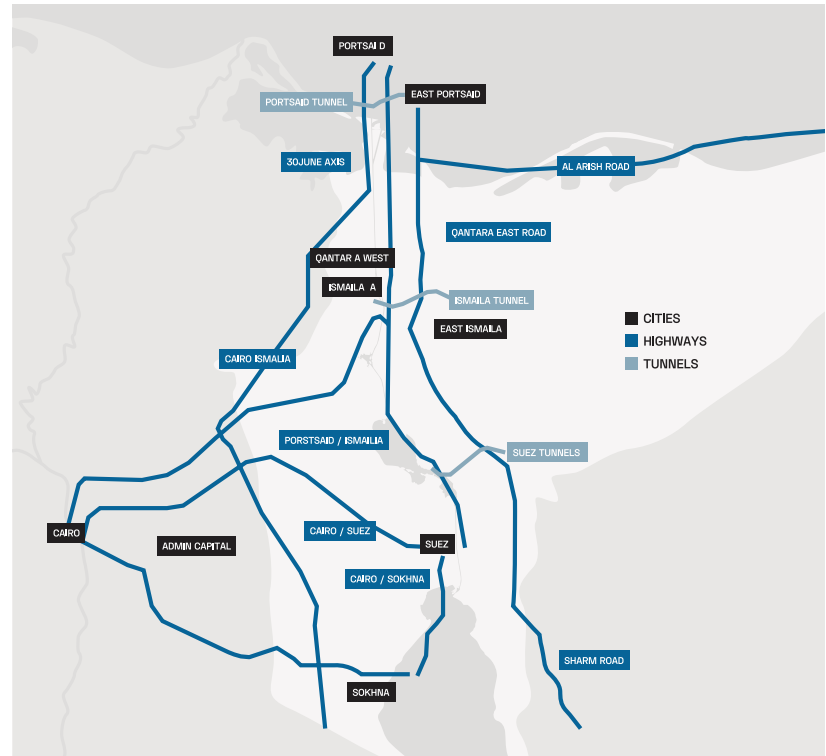 PORTSAI D
EAST PORTSAID
PORTSAID TUNNEL
30JUNE AXIS
AL ARISH ROAD
QANTARA EAST ROAD
QANTAR A WEST
ISMAILA A
ISMAILA TUNNEL
EAST ISMAILA
CITIES
HIGHWAYS
TUNNELS
CAIRO ISMALIA
PORSTSAID / ISMAILIA
SUEZ TUNNELS
CAIRO
ADMIN CAPITAL
CAIRO / SUEZ
SUEZ
CAIRO / SOKHNA
SHARM ROAD
SOKHNA